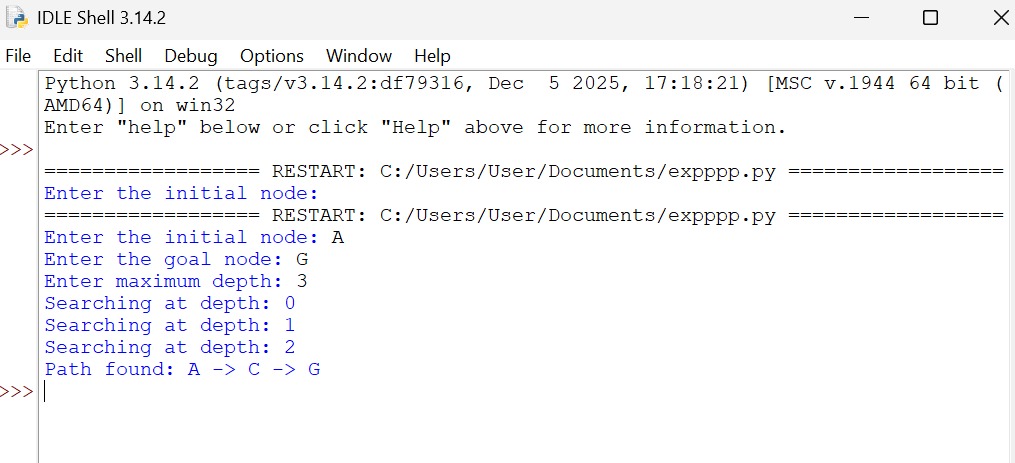 IDLE Shell 3.14.2
File Edit Shell Debug Options Window Help
Python 3.14.2 (tags/v3.14.2:df79316, Dec  5 2025, 17:18:21) [MSC v.1944 64 bit (
AMD64)] on win32
Enter "help" below or click "Help" above for more information.
>>>
================== RESTART: C:/Users/User/Documents/expppp.py ==================
Enter the initial node:
================== RESTART: C:/Users/User/Documents/expppp.py ==================
Enter the initial node: A
Enter the goal node: G
Enter maximum depth: 3
Searching at depth: 0
Searching at depth: 1
Searching at depth: 2
Path found: A -> C -> G
>>>